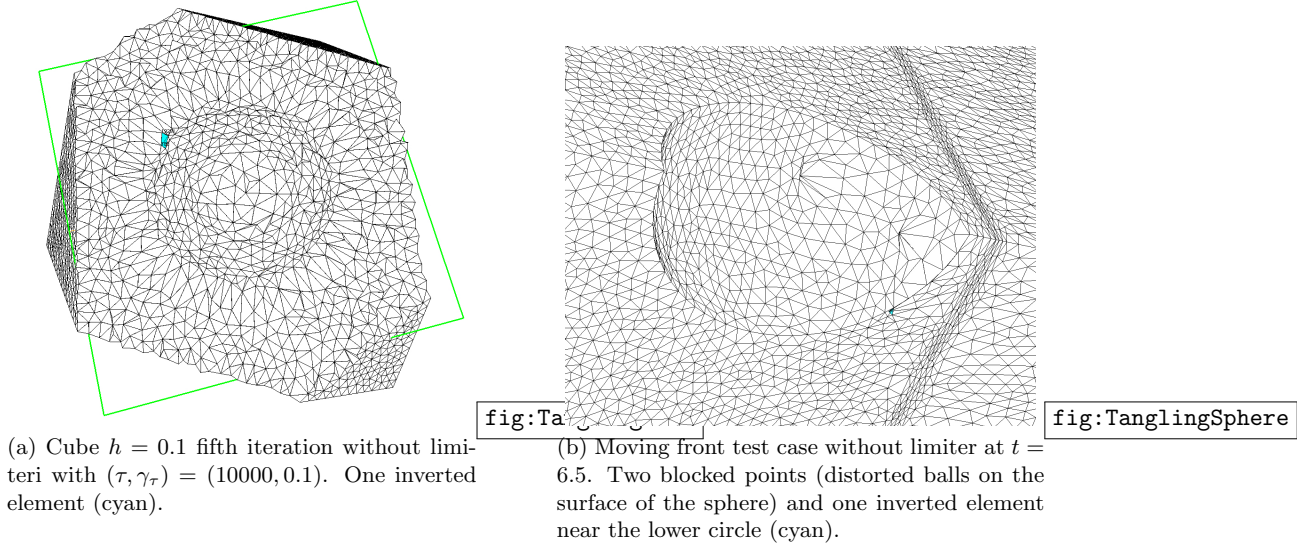 fig:Ta
fig:TanglingSphere
(a) Cube h = 0.1 fifth iteration without limi-
teri with (τ, γτ) = (10000, 0.1). One inverted
element (cyan).
(b) Moving front test case without limiter at t =
6.5. Two blocked points (distorted balls on the
surface of the sphere) and one inverted element
near the lower circle (cyan).